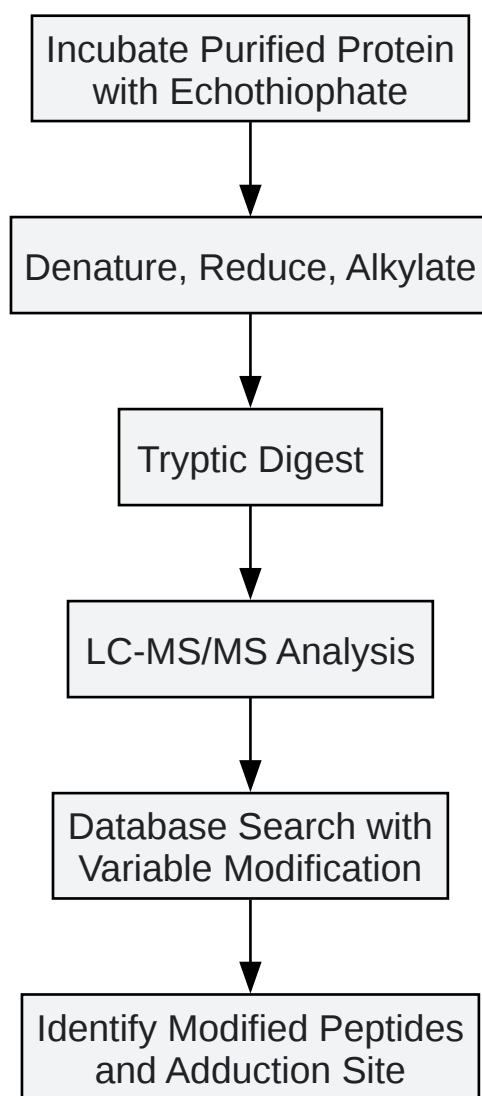 Incubate Purified Protein
with Echothiophate
Denature, Reduce, Alkylate
Tryptic Digest
LC-MS/MS Analysis
Database Search with
Variable Modification
Identify Modified Peptides
and Adduction Site